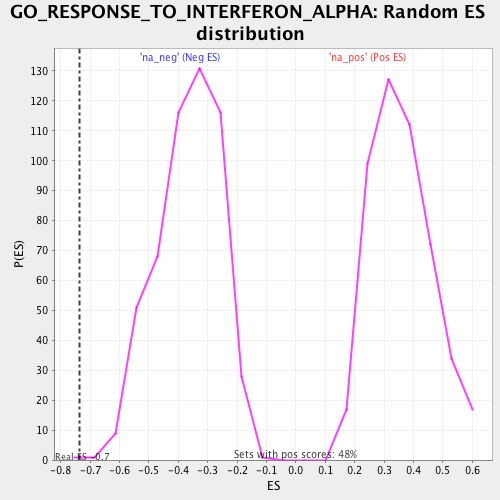 GO_RESPONSE_TO_INTERFERON_ALPHA: Random ES
distribution
'na_neg' (Neg ES)
'na_pos' (Pos ES)
130
120
110
100
90
80
70
60
50
40
30
20
10
0
P(ES)
Real ES -0.7
Sets with pos scores: 48%
-0.8 -0.7 -0.6 -0.5 -0.4 -0.3 -0.2 -0.1 0.0 0.1 0.2 0.3 0.4 0.5 0.6
ES